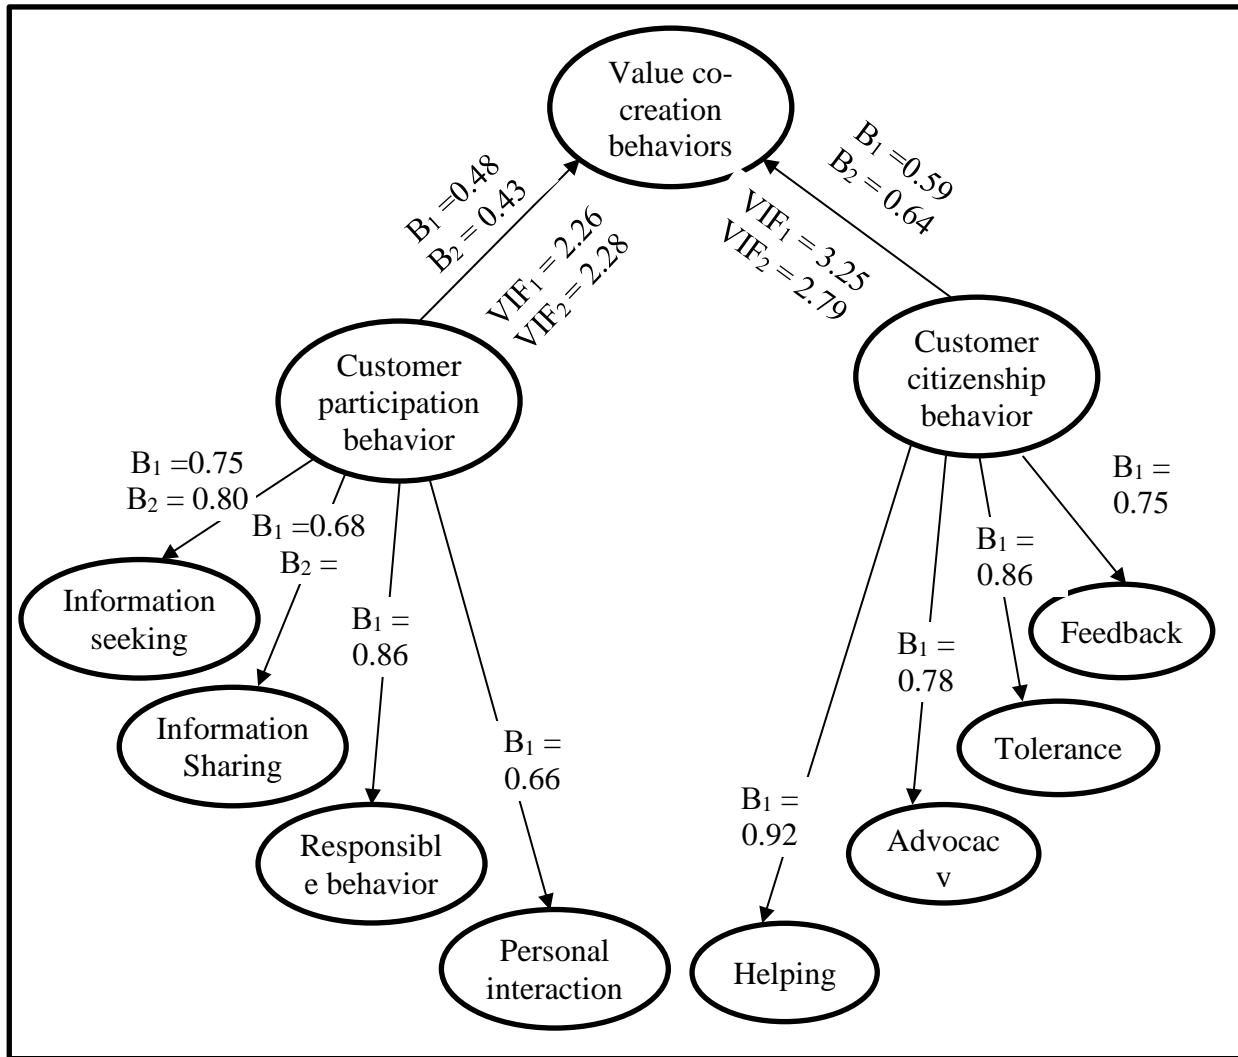 Value co-
creation
behaviors
B₁ =0.48
B₂ = 0.43
VIF₁ = 2.26
VIF₂ = 2.28
B₁ =0.59
B₂ = 0.64
VIF₁ = 3.25
VIF₂ = 2.79
Customer
participation
behavior
Customer
citizenship
behavior
B₁ =0.75
B₂ = 0.80
B₁ =0.68
B₂ =
B₁ =
0.86
B₁ =
0.66
B₁ =
0.92
B₁ =
0.78
B₁ =
0.86
B₁ =
0.75
Information
seeking
Information
Sharing
Responsibl
e behavior
Personal
interaction
Helping
Advocac
y
Tolerance
Feedback